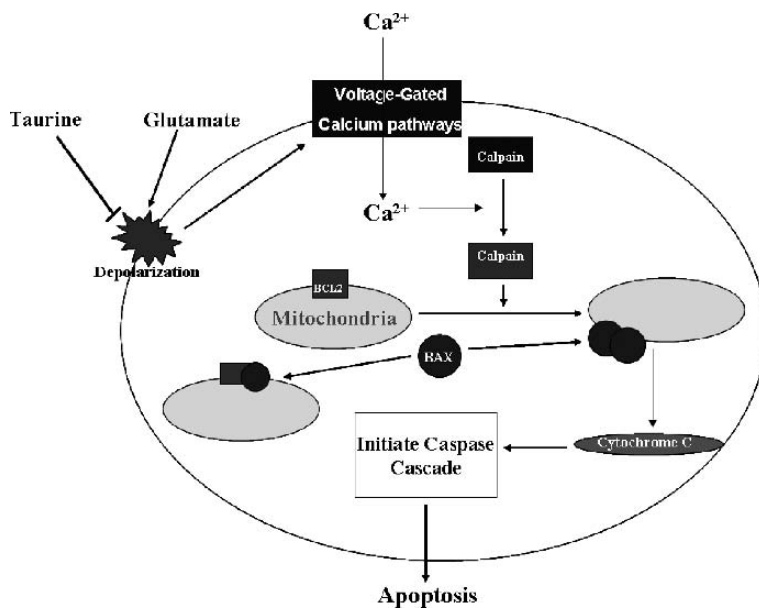 Ca²⁺
Voltage-Gated
Calcium pathways
Taurine
Glutamate
Calpain
Ca²⁺
Calpain
Depolarization
BCL2
Mitochondria
BAX
Initiate Caspase
Cascade
Cytochrome C
Apoptosis